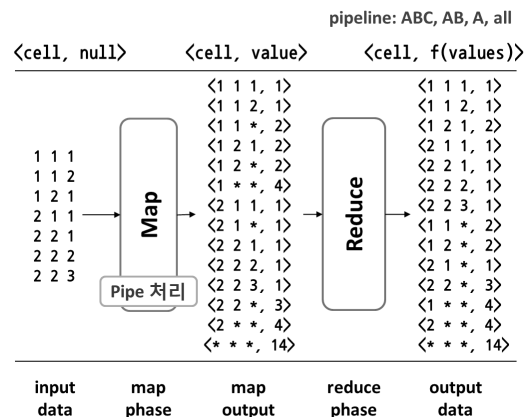 pipeline: ABC, AB, A, all
<cell, null> <cell, value> <cell, f(values)>
1 1 1
1 1 2
1 2 1
2 1 1
2 2 1
2 2 2
2 2 3
Map
Pipe 처리
<1 1 1, 1>
<1 1 2, 1>
<1 1 *, 2>
<1 2 1, 2>
<1 2 *, 2>
<1 * *, 4>
<2 1 1, 1>
<2 1 *, 1>
<2 2 1, 1>
<2 2 2, 1>
<2 2 3, 1>
<2 2 *, 3>
<2 * *, 4>
<* * *, 14>
Reduce
<1 1 1, 1>
<1 1 2, 1>
<1 2 1, 2>
<2 1 1, 1>
<2 2 1, 1>
<2 2 2, 1>
<2 2 3, 1>
<1 1 *, 2>
<1 2 *, 2>
<2 1 *, 1>
<2 2 *, 3>
<1 * *, 4>
<2 * *, 4>
<* * *, 14>
input data
map phase
map output
reduce phase
output data